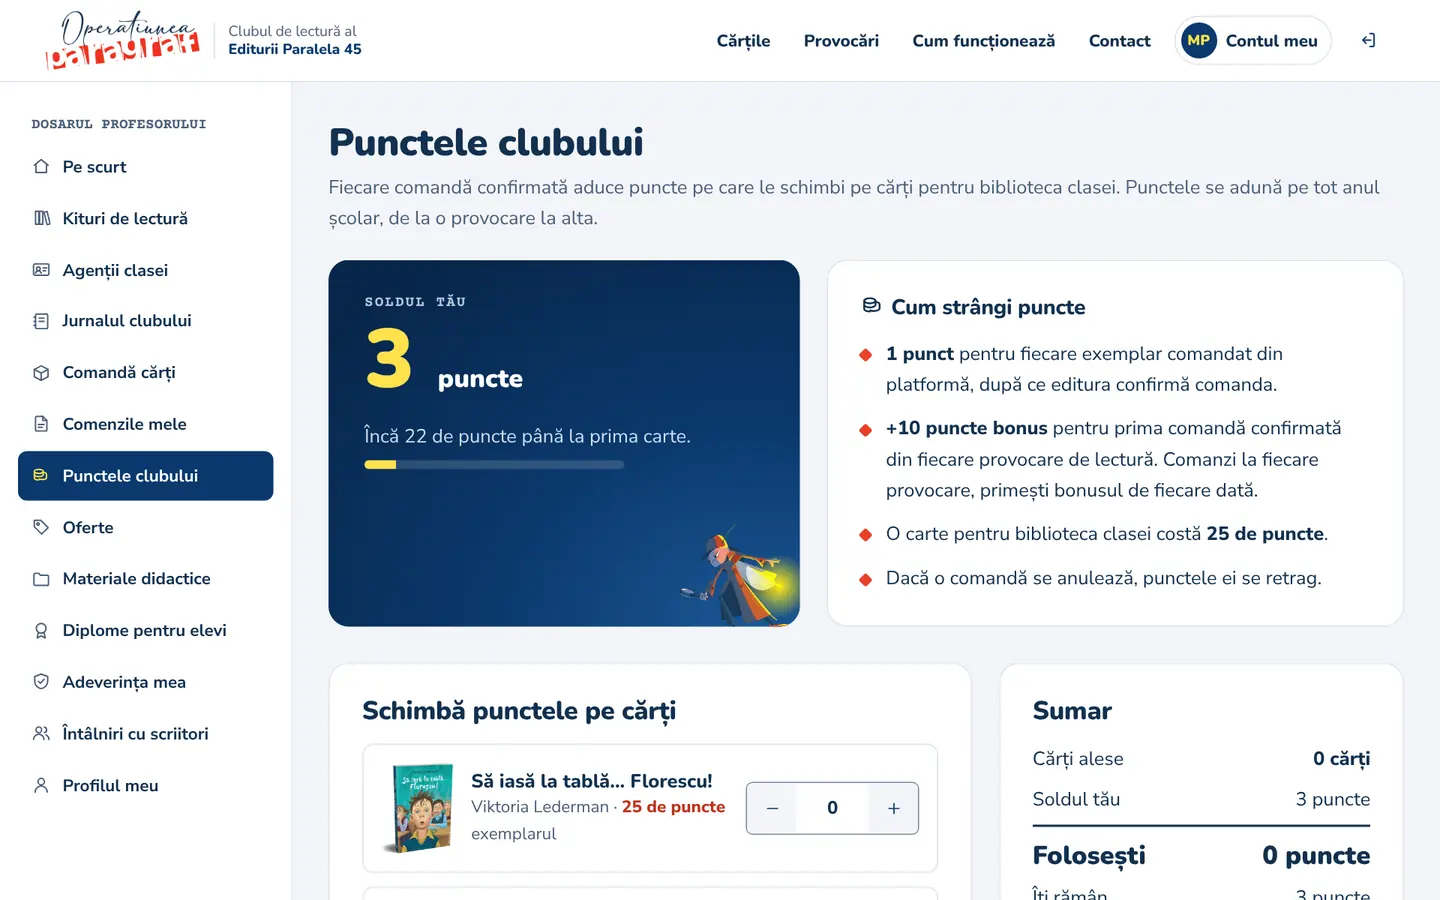 Operațiunea
paragraf
Clubul de lectură al
Editurii Paralela 45
Cărțile
Provocări
Cum funcționează
Contact
MP
Contul meu
DOSARUL PROFESORULUI
Pe scurt
Kituri de lectură
Agenții clasei
Jurnalul clubului
Comandă cărți
Comenzile mele
Punctele clubului
Oferte
Materiale didactice
Diplome pentru elevi
Adeverința mea
Întâlniri cu scriitori
Profilul meu
Punctele clubului
Fiecare comandă confirmată aduce puncte pe care le schimbi pe cărți pentru biblioteca clasei. Punctele se adună pe tot anul
școlar, de la o provocare la alta.
SOLDUL TĂU
3 puncte
Încă 22 de puncte până la prima carte.
Cum strângi puncte
1 punct pentru fiecare exemplar comandat din
platformă, după ce editura confirmă comanda.
+10 puncte bonus pentru prima comandă confirmată
din fiecare provocare de lectură. Comanzi la fiecare
provocare, primești bonusul de fiecare dată.
O carte pentru biblioteca clasei costă 25 de puncte.
Dacă o comandă se anulează, punctele ei se retrag.
Schimbă punctele pe cărți
Să iasă la tablă...
Florescu!
Să iasă la tablă... Florescu!
Viktoria Lederman · 25 de puncte
exemplarul
− 0 +
Sumar
Cărți alese 0 cărți
Soldul tău 3 puncte
Folosești 0 puncte
Îți rămân 3 puncte